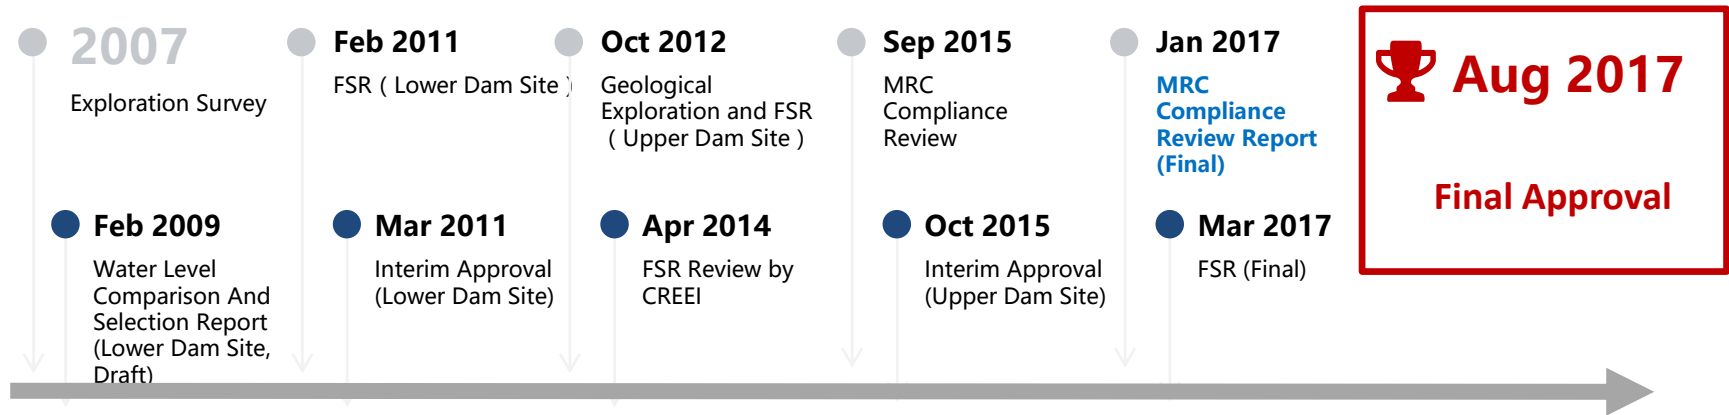 2007
Exploration Survey
Feb 2009
Water Level
Comparison And
Selection Report
(Lower Dam Site,
Draft)
Feb 2011
FSR ( Lower Dam Site )
Mar 2011
Interim Approval
(Lower Dam Site)
Oct 2012
Geological
Exploration and FSR
( Upper Dam Site )
Apr 2014
FSR Review by
CREEI
Sep 2015
MRC
Compliance
Review
Oct 2015
Interim Approval
(Upper Dam Site)
Jan 2017
MRC
Compliance
Review Report
(Final)
Mar 2017
FSR (Final)
Aug 2017
Final Approval